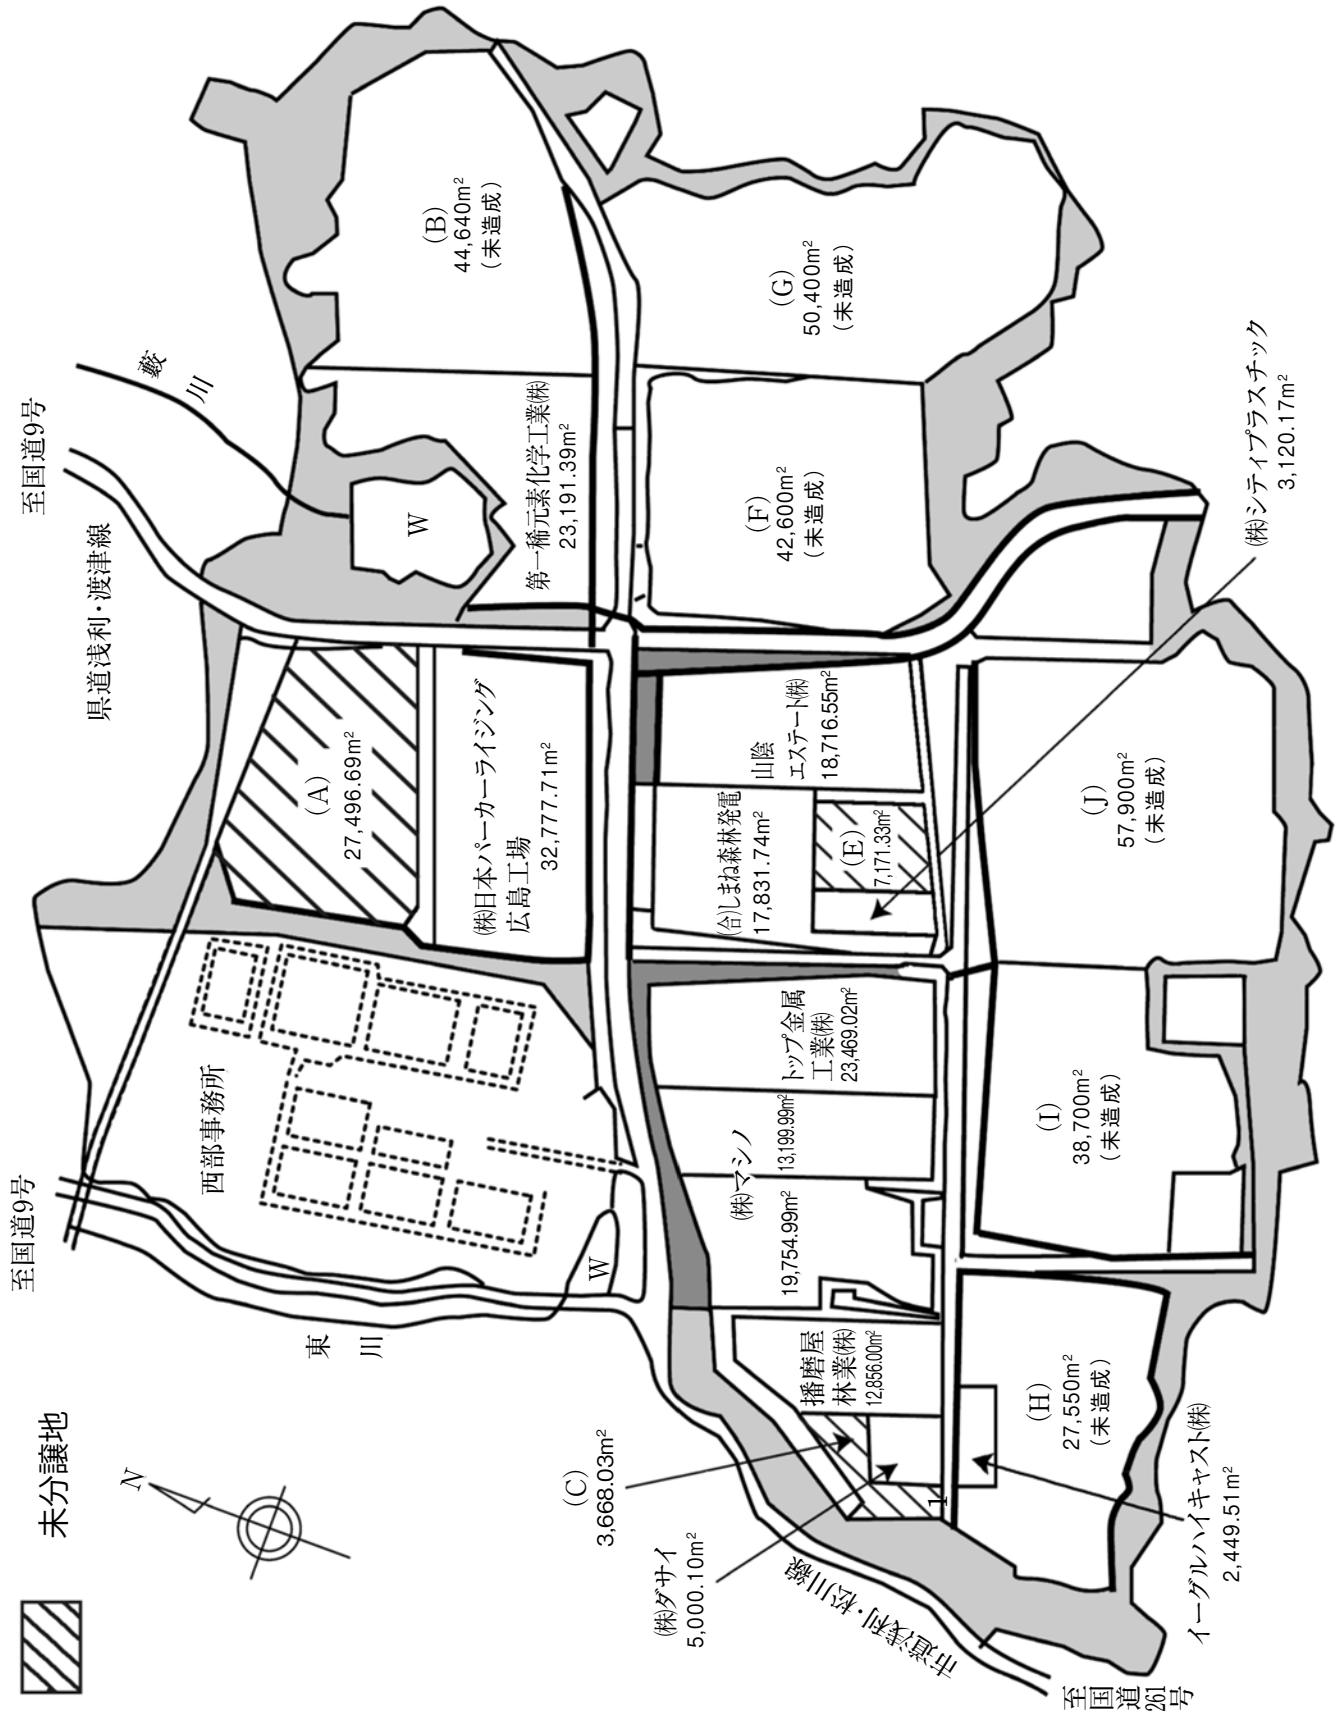 未分譲地
N
至国道9号
至国道9号
県道浅利・渡津線
藪
川
東
川
西部事務所
W
W
(A)
27,496.69m²
(B)
44,640m²
(未造成)
第一稀元素化学工業㈱
23,191.39m²
㈱日本パーカーライジング
広島工場
32,777.71m²
(G)
50,400m²
(未造成)
(F)
42,600m²
(未造成)
山陰
エステート㈱
18,716.55m²
(合)しまね森林発電
17,831.74m²
(E)
7,171.33m²
㈱シティプラスチック
3,120.17m²
トップ金属
工業㈱
23,469.02m²
㈱マシノ
13,199.99m²
19,754.99m²
播磨屋
林業㈱
12,856.00m²
(C)
3,668.03m²
㈱ダサイ
5,000.10m²
1
(J)
57,900m²
(未造成)
(I)
38,700m²
(未造成)
(H)
27,550m²
(未造成)
イーグルハイキャスト㈱
2,449.51m²
市道浅利・松川線
至
国
道
261
号